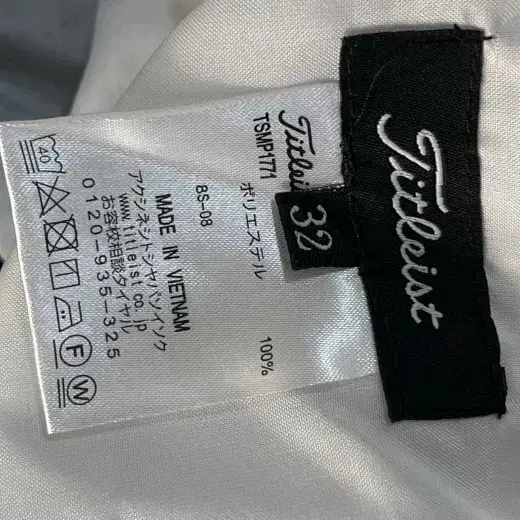 Titleist
32
Titlei
TSMP1771
ポリエステル 100%
BS-08
MADE IN VIETNAM
アクシネットジャパンインク
www.titleist.co.jp
お客様相談ダイヤル
0120-935-325
40
F
W